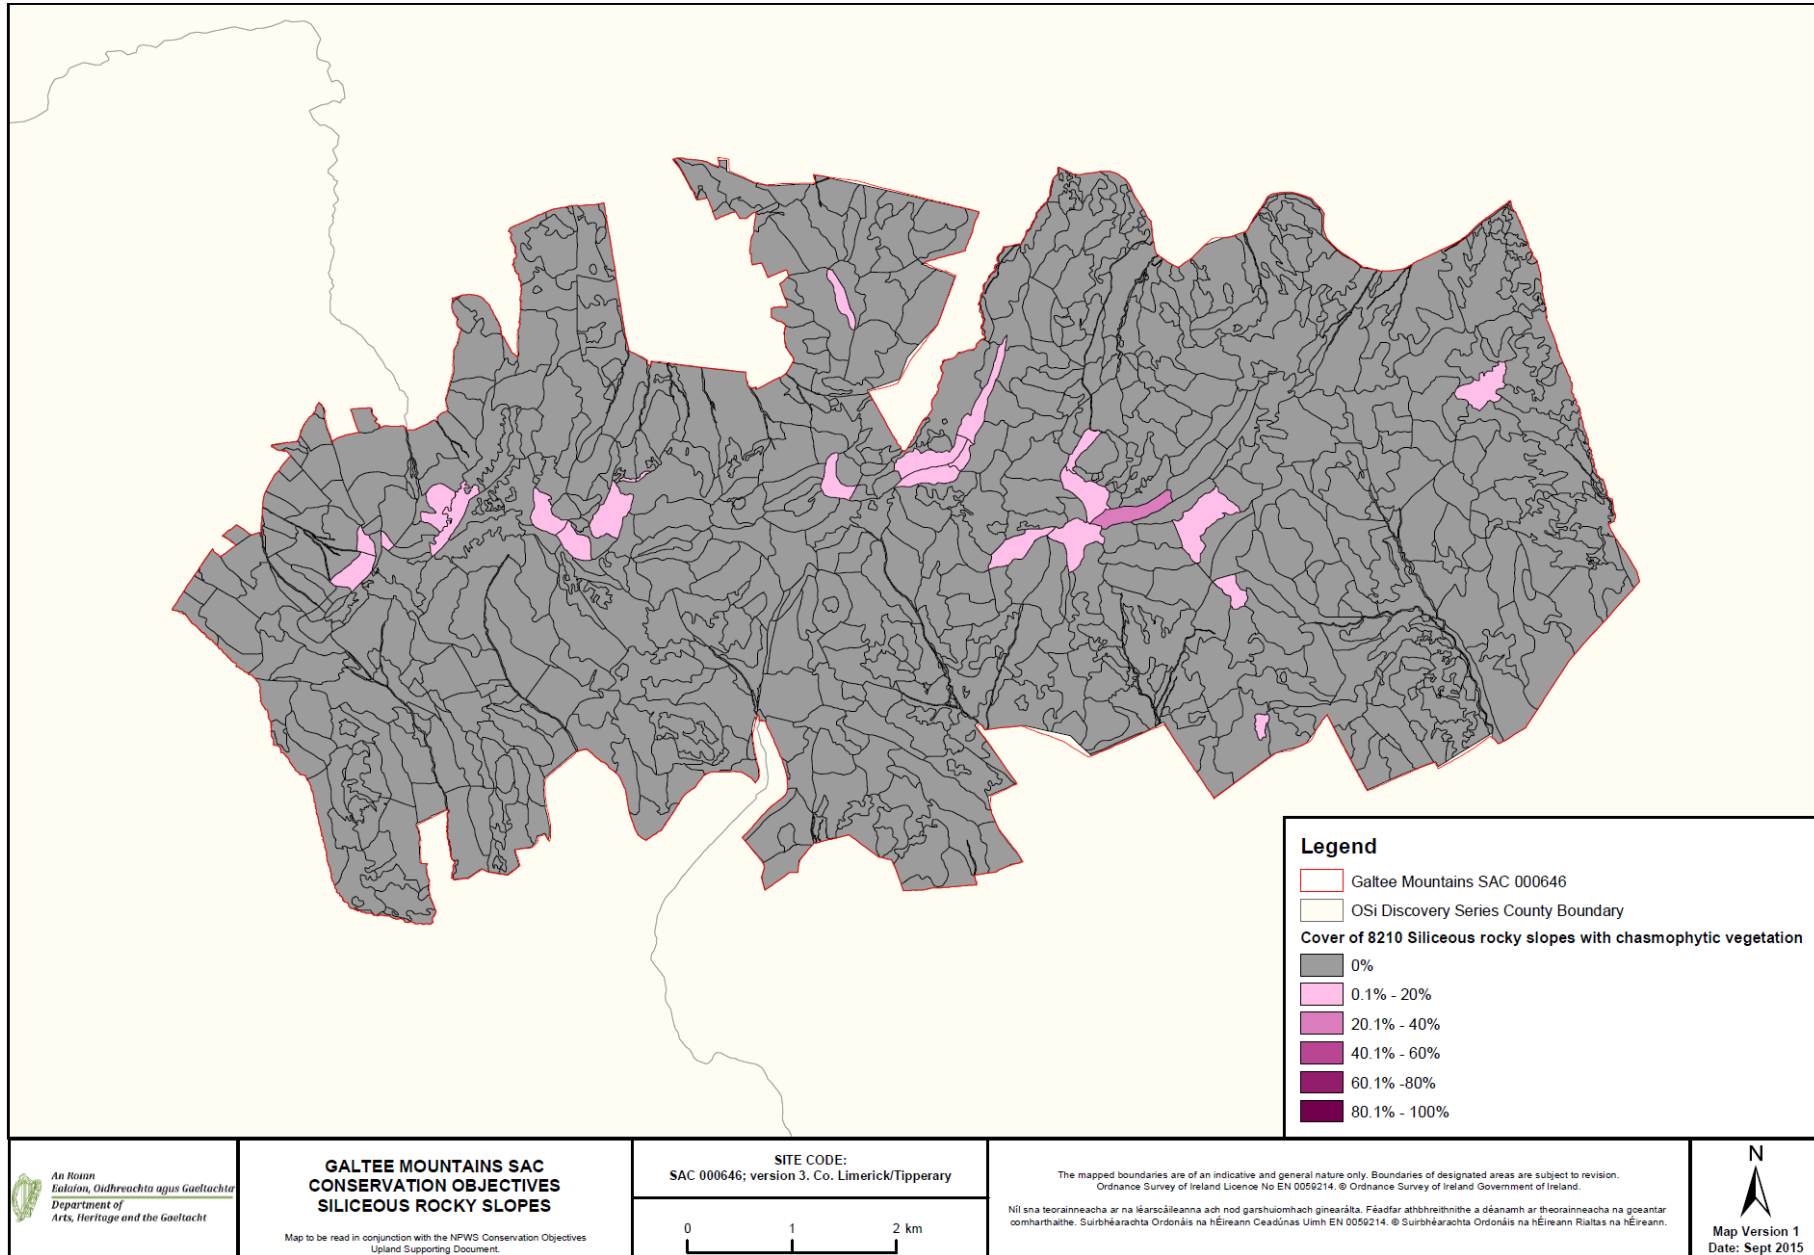 Legend
Galtee Mountains SAC 000646
OSi Discovery Series County Boundary
Cover of 8210 Siliceous rocky slopes with chasmophytic vegetation
0%
0.1% - 20%
20.1% - 40%
40.1% - 60%
60.1% -80%
80.1% - 100%
An Roinn
Ealaíon, Oidhreachta agus Gaeltachta
Department of
Arts, Heritage and the Gaeltacht
GALTEE MOUNTAINS SAC
CONSERVATION OBJECTIVES
SILICEOUS ROCKY SLOPES
Map to be read in conjunction with the NPWS Conservation Objectives
Upland Supporting Document.
SITE CODE:
SAC 000646; version 3. Co. Limerick/Tipperary
0 1 2 km
The mapped boundaries are of an indicative and general nature only. Boundaries of designated areas are subject to revision.
Ordnance Survey of Ireland Licence No EN 0059214. © Ordnance Survey of Ireland Government of Ireland.
Níl sna teorainneacha ar na léarscáileanna ach nod garshuiomhach ginearálta. Féadfar athbhreithnithe a déanamh ar theorainneacha na gceantar
comharthaithe. Suirbhéarachta Ordonáis na hÉireann Ceadúnas Uimh EN 0059214. © Suirbhéarachta Ordonáis na hÉireann Rialtas na hÉireann.
N
Map Version 1
Date: Sept 2015